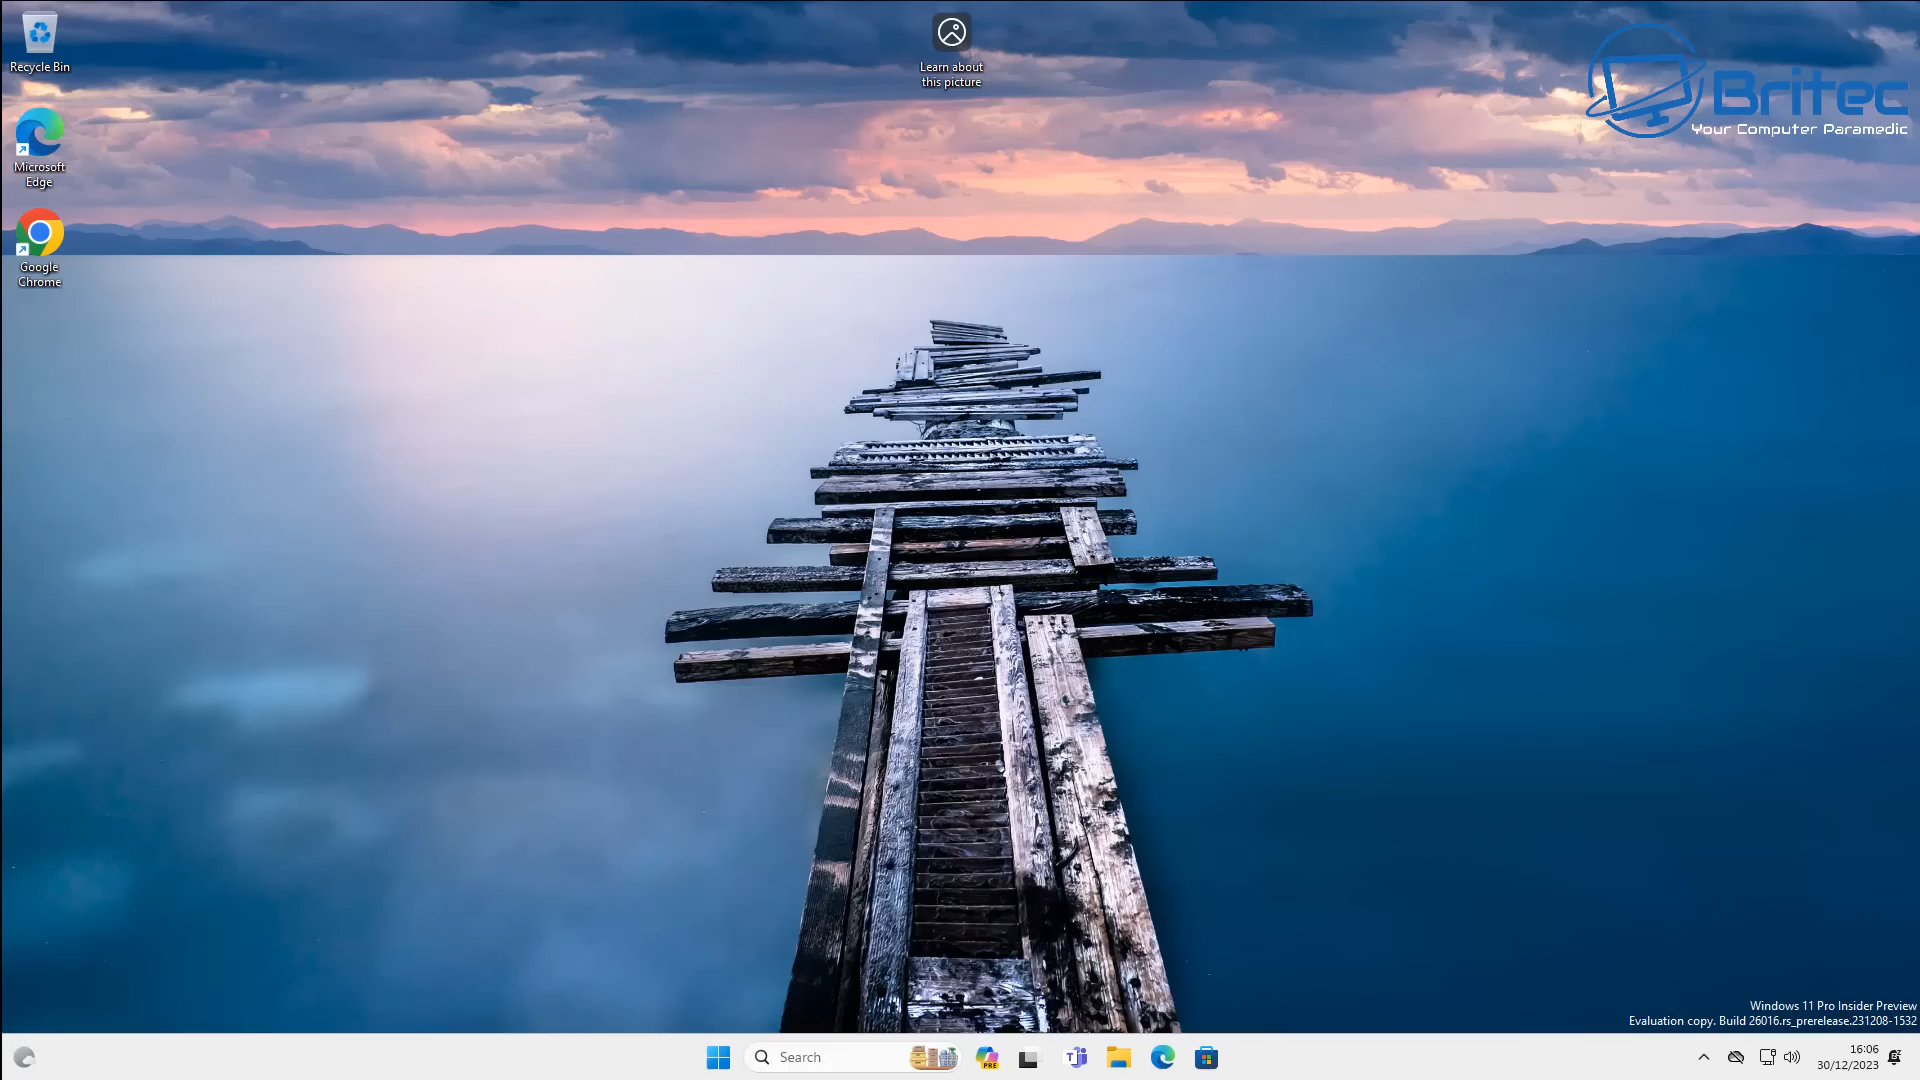 Recycle Bin
Learn about
this picture
Britec
Your Computer Paramedic
Microsoft
Edge
Google
Chrome
Windows 11 Pro Insider Preview
Evaluation copy. Build 26016.rs_prerelease.231208-1532
Search
PRE
16:06
30/12/2023